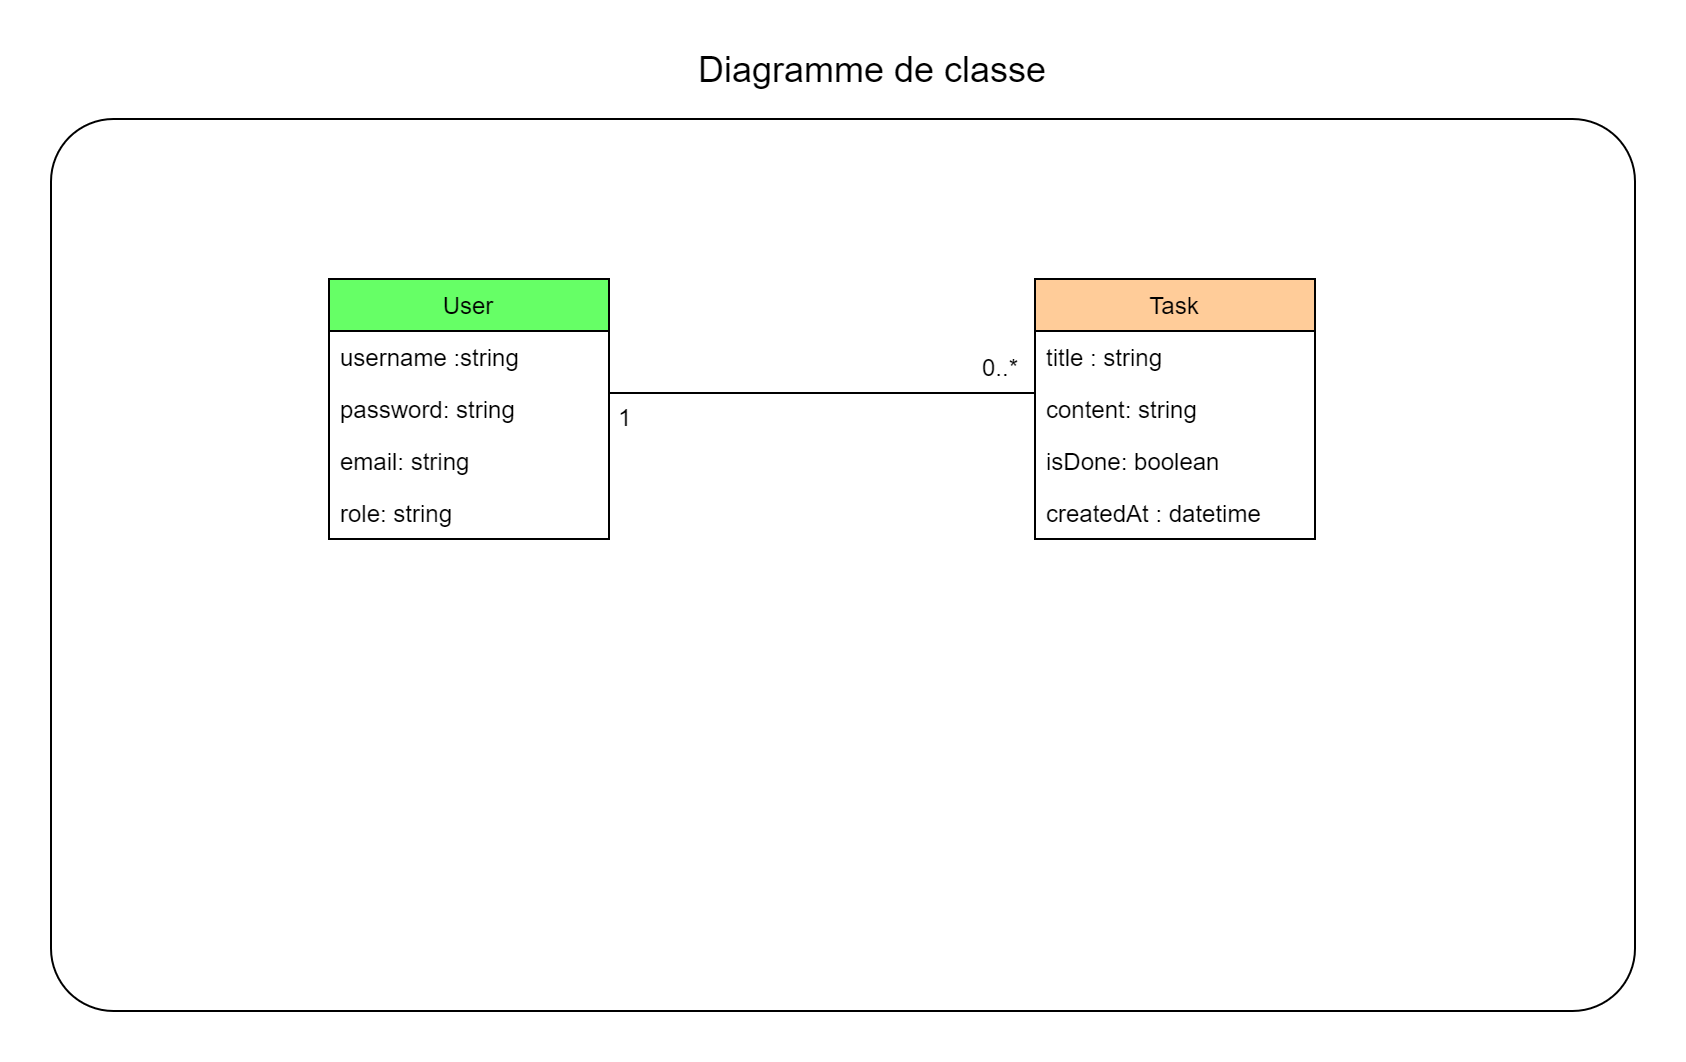 Diagramme de classe
User
username :string
password: string
email: string
role: string
1
0..*
Task
title : string
content: string
isDone: boolean
createdAt : datetime